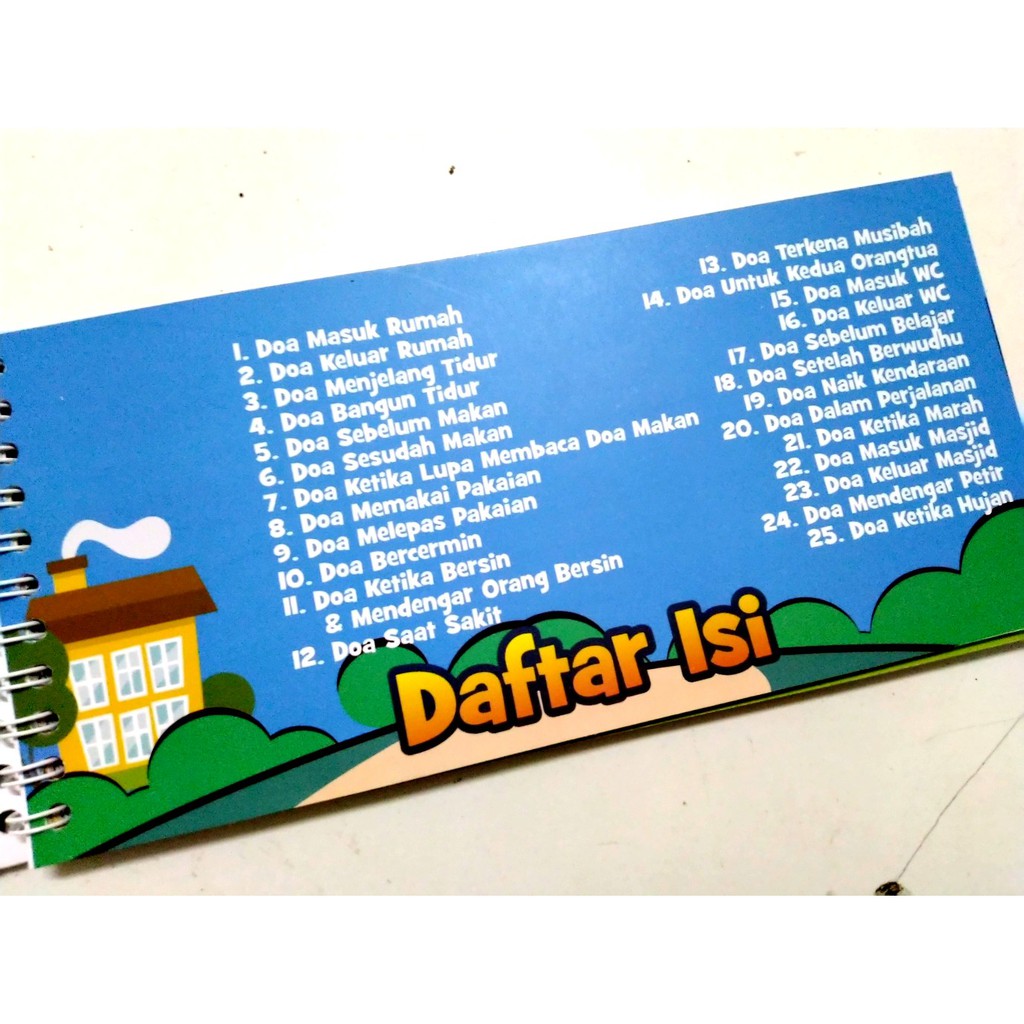 1. Doa Masuk Rumah
2. Doa Keluar Rumah
3. Doa Menjelang Tidur
4. Doa Bangun Tidur
5. Doa Sebelum Makan
6. Doa Sesudah Makan
7. Doa Ketika Lupa Membaca Doa Makan
8. Doa Memakai Pakaian
9. Doa Melepas Pakaian
10. Doa Bercermin
11. Doa Ketika Bersin
& Mendengar Orang Bersin
12. Doa Saat Sakit
13. Doa Terkena Musibah
14. Doa Untuk Kedua Orangtua
15. Doa Masuk WC
16. Doa Keluar WC
17. Doa Sebelum Belajar
18. Doa Setelah Berwudhu
19. Doa Naik Kendaraan
20. Doa Dalam Perjalanan
21. Doa Ketika Marah
22. Doa Masuk Masjid
23. Doa Keluar Masjid
24. Doa Mendengar Petir
25. Doa Ketika Hujan
Daftar Isi